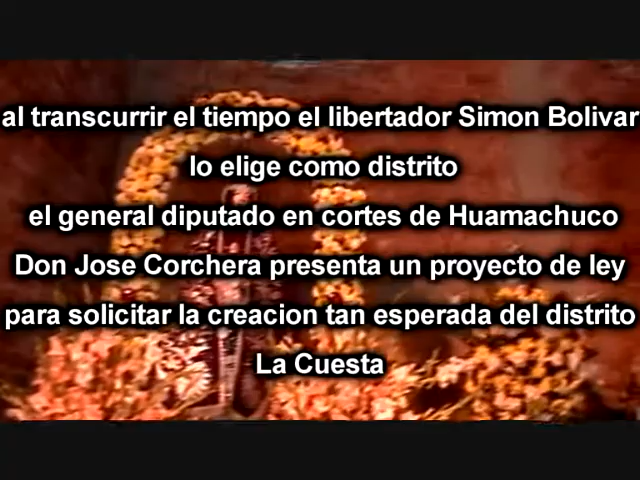 al transcurrir el tiempo el libertador Simon Bolivar
lo elige como distrito
el general diputado en cortes de Huamachuco
Don Jose Corchera presenta un proyecto de ley
para solicitar la creacion tan esperada del distrito
La Cuesta